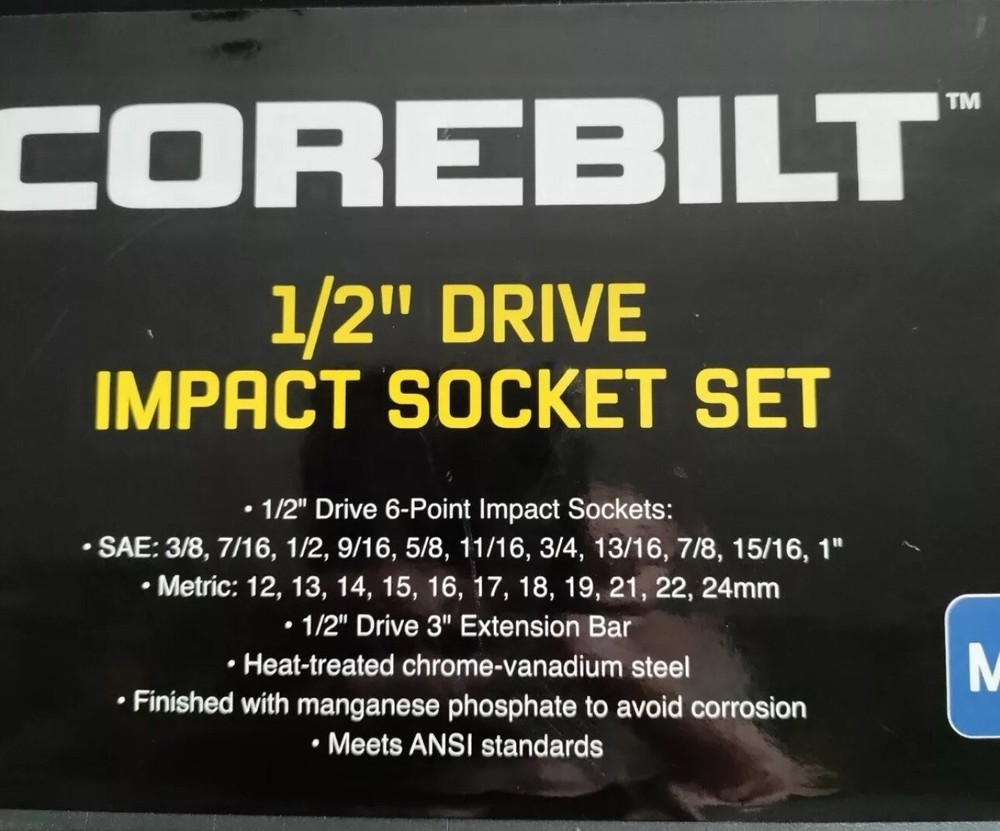 COREBILT™
1/2" DRIVE
IMPACT SOCKET SET
• 1/2" Drive 6-Point Impact Sockets:
• SAE: 3/8, 7/16, 1/2, 9/16, 5/8, 11/16, 3/4, 13/16, 7/8, 15/16, 1"
• Metric: 12, 13, 14, 15, 16, 17, 18, 19, 21, 22, 24mm
• 1/2" Drive 3" Extension Bar
• Heat-treated chrome-vanadium steel
• Finished with manganese phosphate to avoid corrosion
• Meets ANSI standards